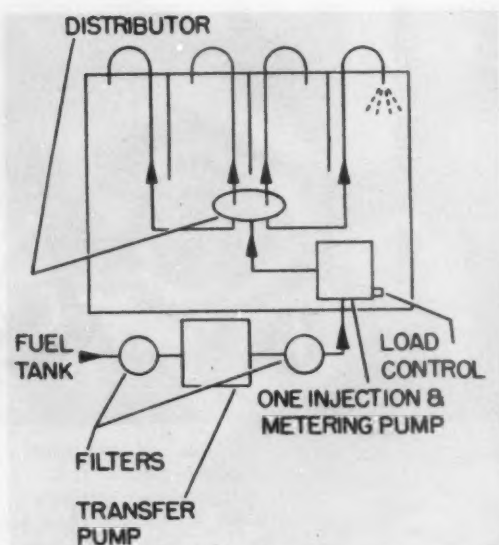 DISTRIBUTOR
FUEL
TANK
LOAD
CONTROL
ONE INJECTION &
METERING PUMP
FILTERS
TRANSFER
PUMP